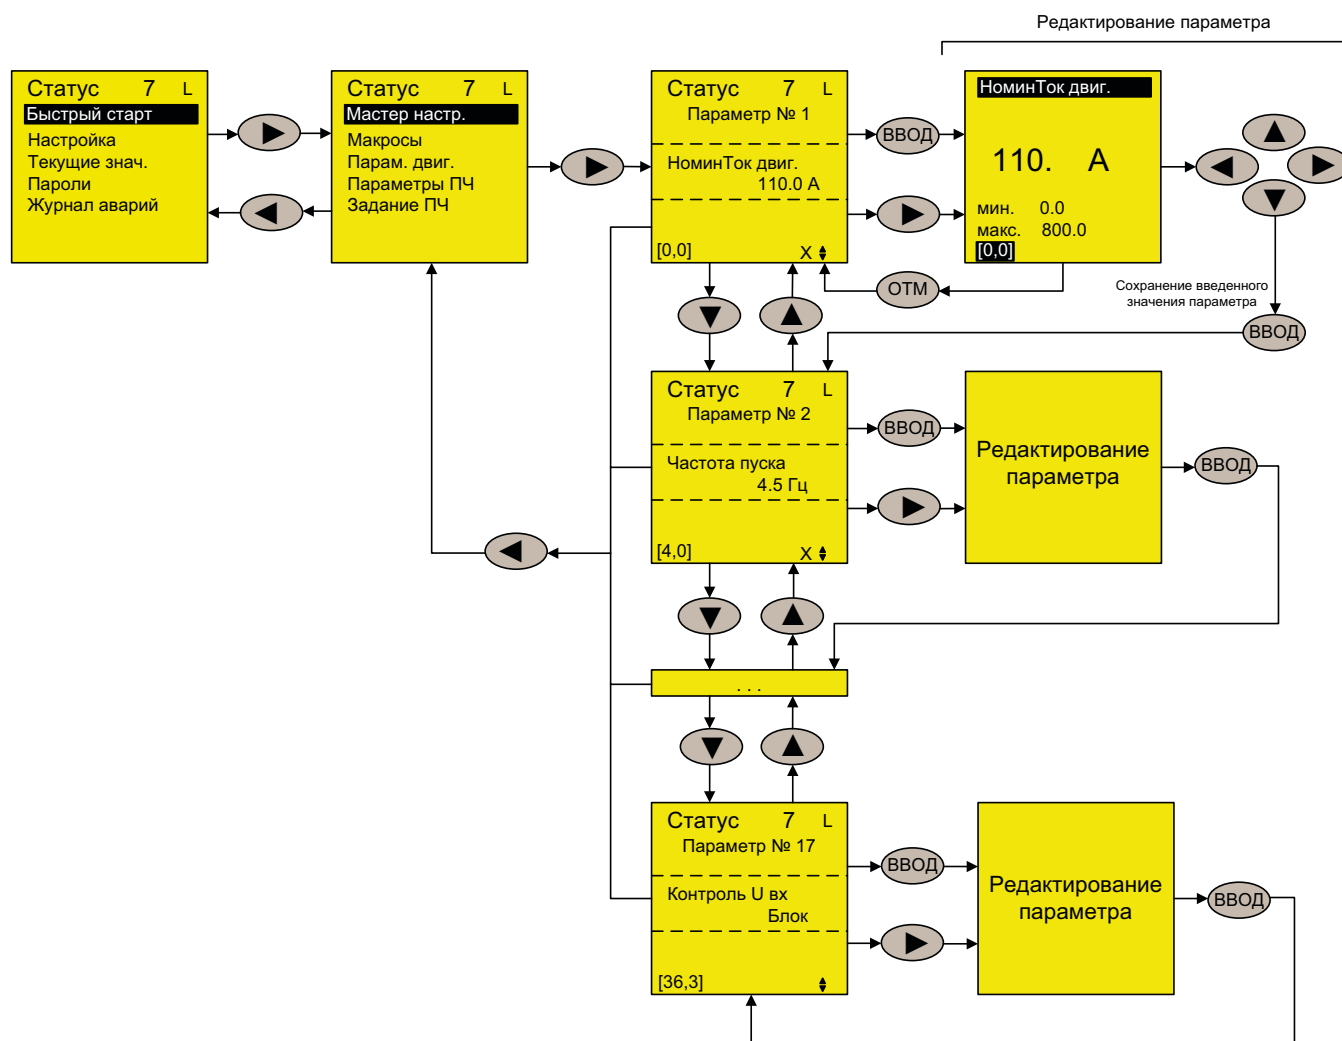 Редактирование параметра
Статус 7 L
Быстрый старт
Настройка
Текущие знач.
Пароли
Журнал аварий
Статус 7 L
Мастер настр.
Макросы
Парам. двиг.
Параметры ПЧ
Задание ПЧ
Статус 7 L
Параметр № 1
НоминТок двиг.
110.0 А
[0,0] X
ВВОД
НоминТок двиг.
110. А
мин. 0.0
макс. 800.0
[0,0]
ОТМ
Сохранение введенного
значения параметра
ВВОД
Статус 7 L
Параметр № 2
Частота пуска
4.5 Гц
[4,0] X
ВВОД
Редактирование
параметра
ВВОД
. . .
Статус 7 L
Параметр № 17
Контроль U вх
Блок
[36,3]
ВВОД
Редактирование
параметра
ВВОД